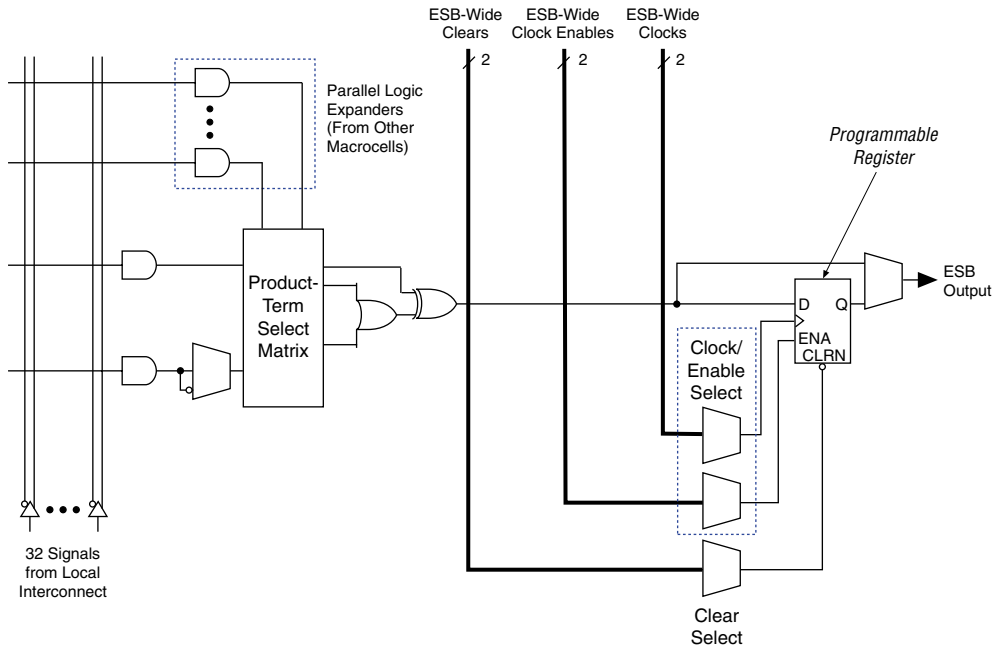 ESB-Wide
Clears
ESB-Wide
Clock Enables
ESB-Wide
Clocks
2
2
2
Parallel Logic
Expanders
(From Other
Macrocells)
Programmable
Register
Product-
Term
Select
Matrix
D
Q
ENA
CLRN
ESB
Output
Clock/
Enable
Select
32 Signals
from Local
Interconnect
Clear
Select